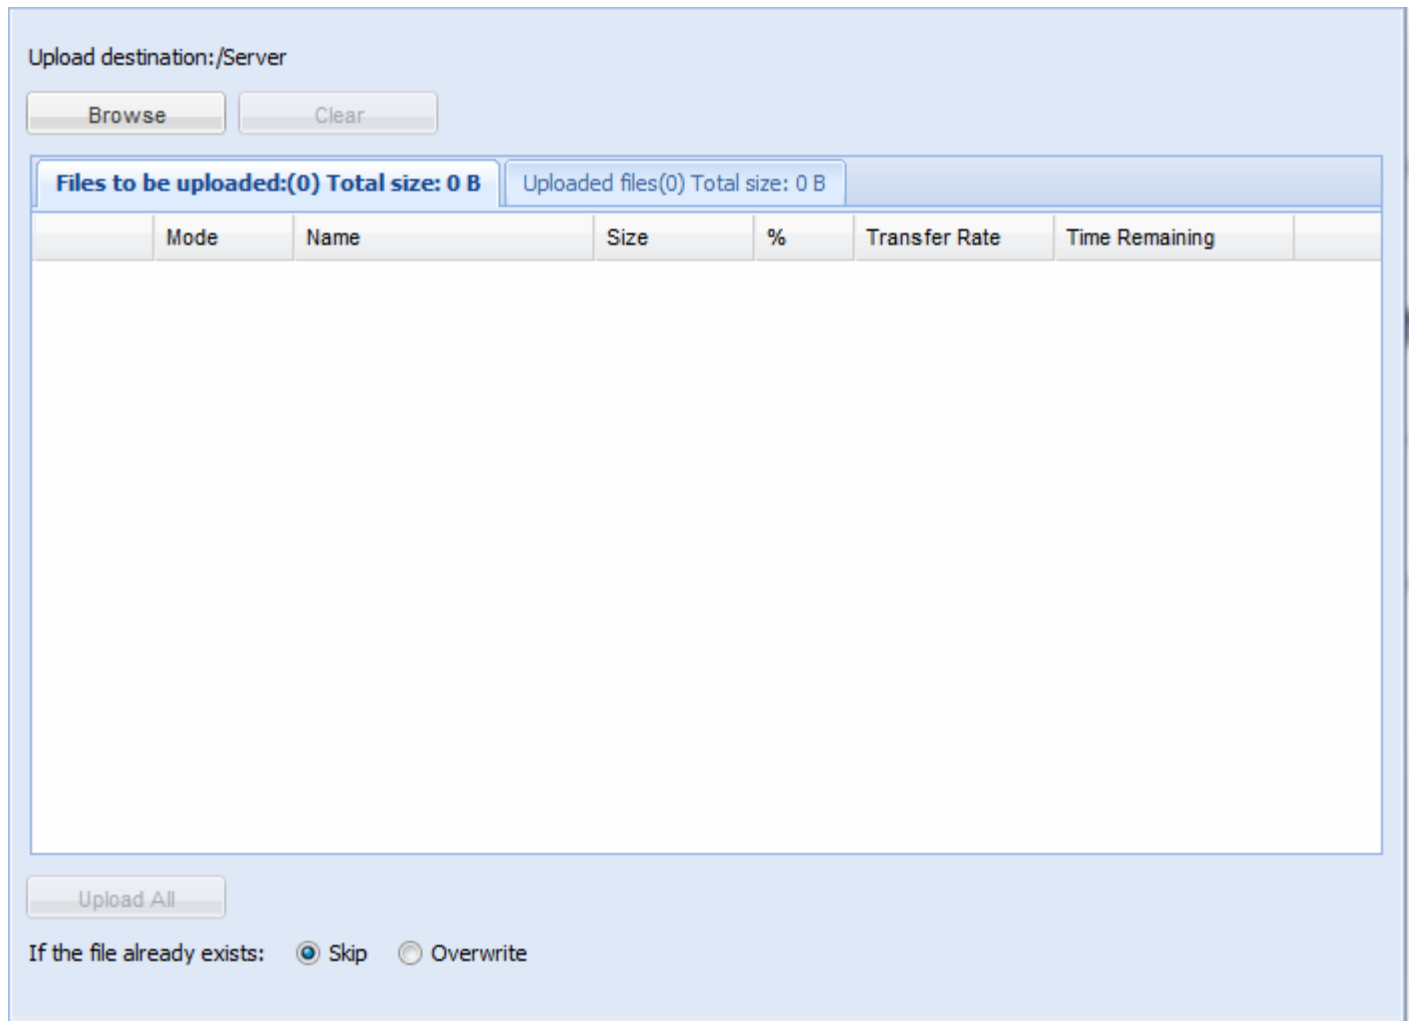 Upload destination:/Server
Browse Clear
Files to be uploaded:(0) Total size: 0 B Uploaded files(0) Total size: 0 B
Mode Name Size % Transfer Rate Time Remaining
Upload All
If the file already exists: Skip Overwrite